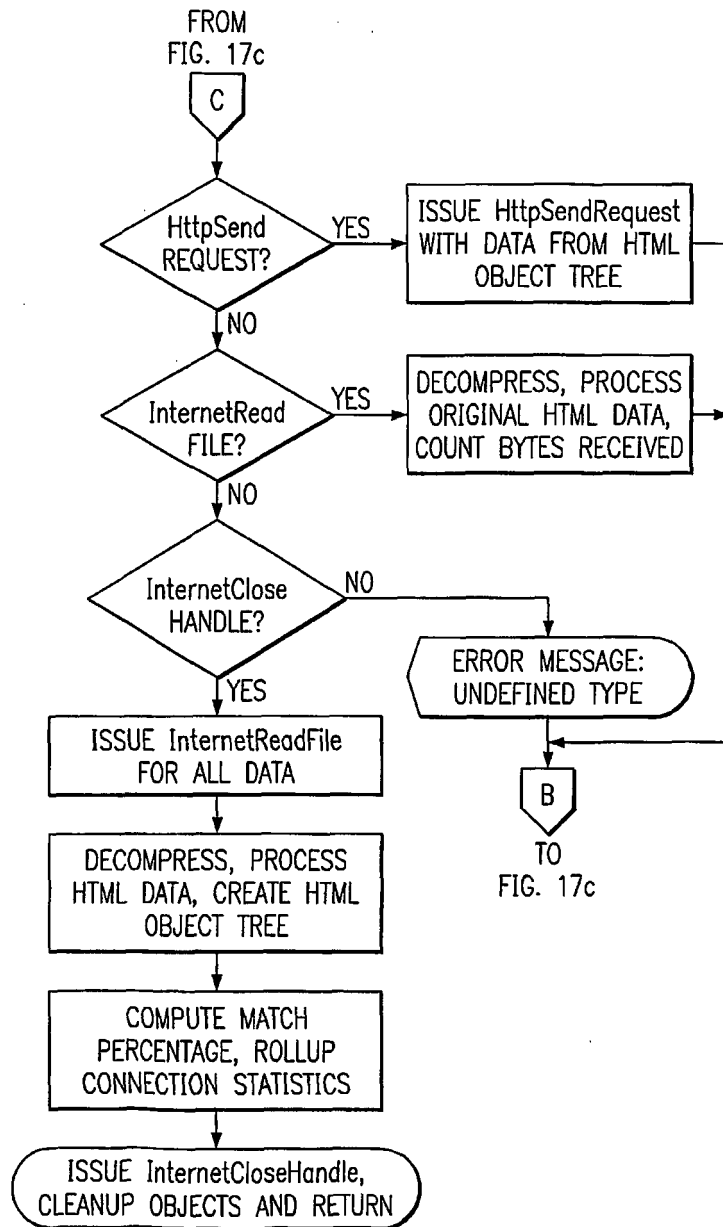 FROM
FIG. 17c
C
HttpSend
REQUEST?
YES
ISSUE HttpSendRequest
WITH DATA FROM HTML
OBJECT TREE
NO
InternetRead
FILE?
YES
DECOMPRESS, PROCESS
ORIGINAL HTML DATA,
COUNT BYTES RECEIVED
NO
InternetClose
HANDLE?
NO
ERROR MESSAGE:
UNDEFINED TYPE
B
TO
FIG. 17c
YES
ISSUE InternetReadFile
FOR ALL DATA
DECOMPRESS, PROCESS
HTML DATA, CREATE HTML
OBJECT TREE
COMPUTE MATCH
PERCENTAGE, ROLLUP
CONNECTION STATISTICS
ISSUE InternetCloseHandle,
CLEANUP OBJECTS AND RETURN